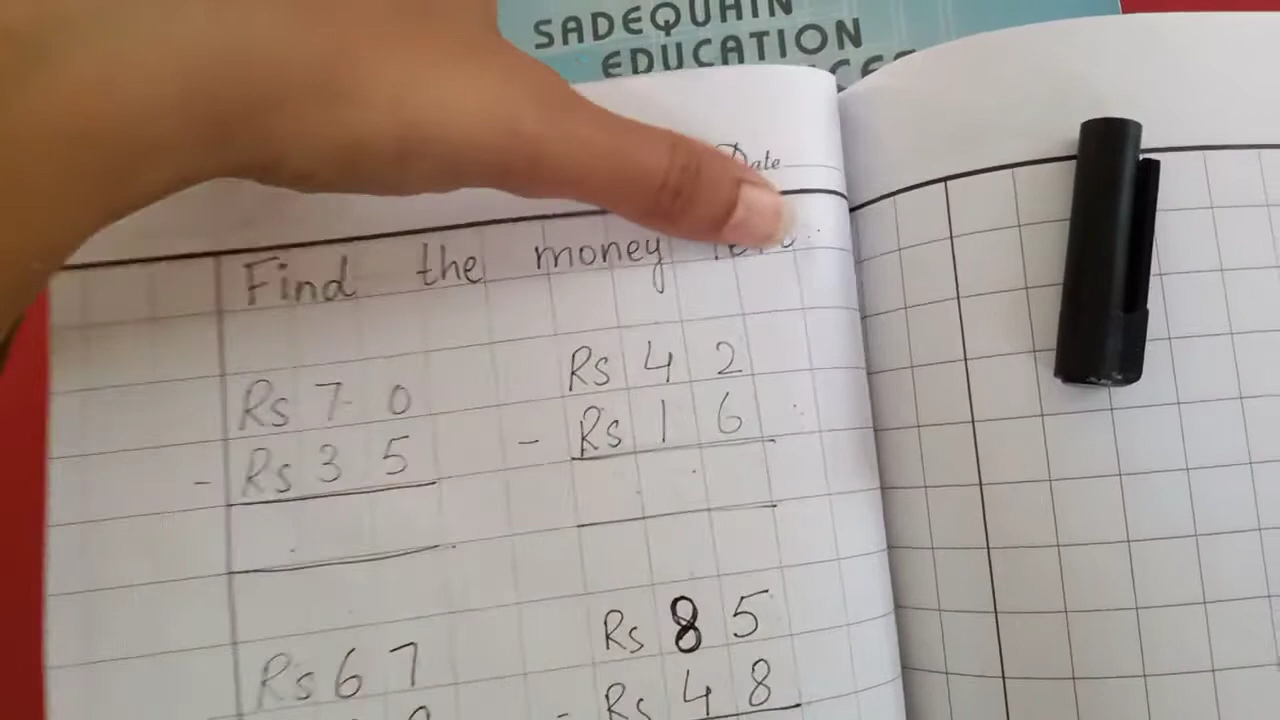 SADEQUAIN
EDUCATION
Date
Find the money
Rs 7 0
- Rs 3 5
Rs 4 2
- Rs 1 6
Rs 6 7
Rs 8 5
- Rs 4 8